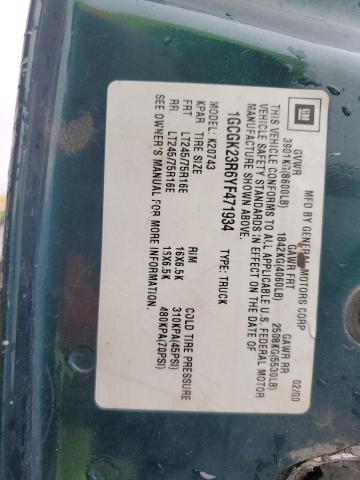 GM MFD BY GENERAL MOTORS CORP 02/00
GVWR GAWR FRT GAWR RR
3901KG(8600LB) 1842KG(4060LB) 2508KG(5530LB)
THIS VEHICLE CONFORMS TO ALL APPLICABLE U.S. FEDERAL MOTOR
VEHICLE SAFETY STANDARDS IN EFFECT ON THE DATE OF
MANUFACTURE SHOWN ABOVE.
1GCGK23R6YF471934 TYPE: TRUCK
MODEL: K20743
KPAR TIRE SIZE RIM COLD TIRE PRESSURE
FRT LT245/75R16E 16X6.5K 310KPA(45PSI)
RR LT245/75R16E 16X6.5K 480KPA(70PSI)
SEE OWNER'S MANUAL FOR MORE INFORMATION.